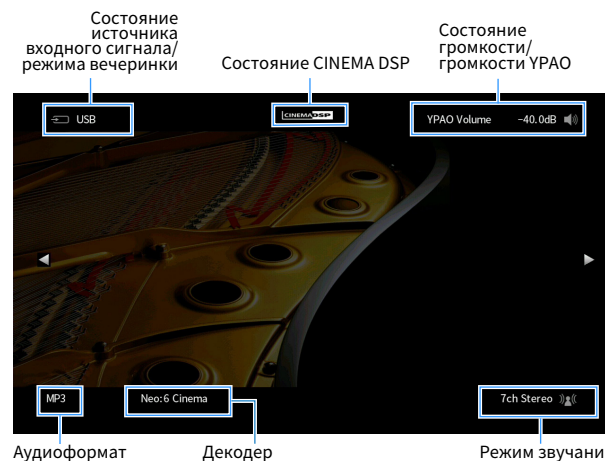 Состояние
источника
входного сигнала/
режима вечеринки
Состояние CINEMA DSP
Состояние
громкости/
громкости YPAO
USB
CINEMA DSP
YPAO Volume -40.0dB
MP3
Neo:6 Cinema
7ch Stereo
Аудиоформат
Декодер
Режим звучани